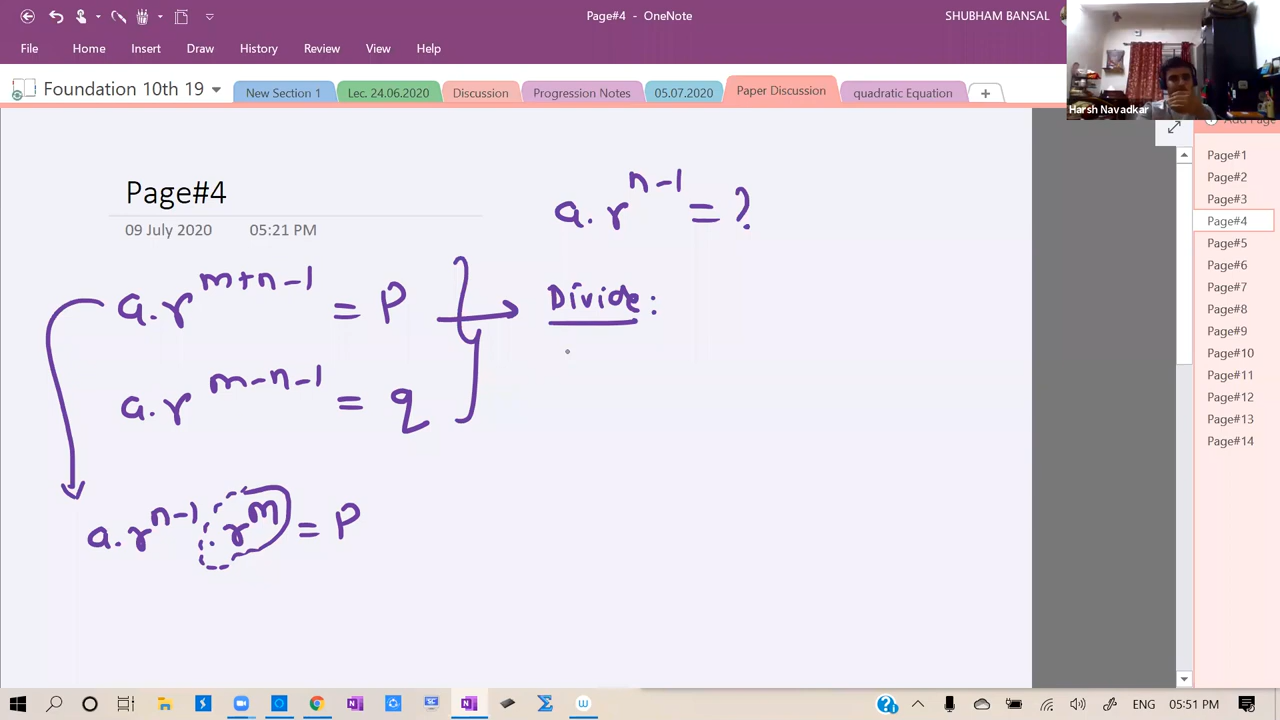 Page#4 - OneNote
SHUBHAM BANSAL
File Home Insert Draw History Review View Help
Harsh Navadkar
Foundation 10th 19
New Section 1
Lec. 24.06.2020
Discussion
Progression Notes
05.07.2020
Paper Discussion
quadratic Equation
+
Add Page
Page#4
09 July 2020 05:21 PM
a.r^{n-1} = ?
a.r^{m+n-1} = P
Divide:
a.r^{m-n-1} = q
a.r^{n-1} . r^m = P
Page#1
Page#2
Page#3
Page#4
Page#5
Page#6
Page#7
Page#8
Page#9
Page#10
Page#11
Page#12
Page#13
Page#14
ENG 05:51 PM